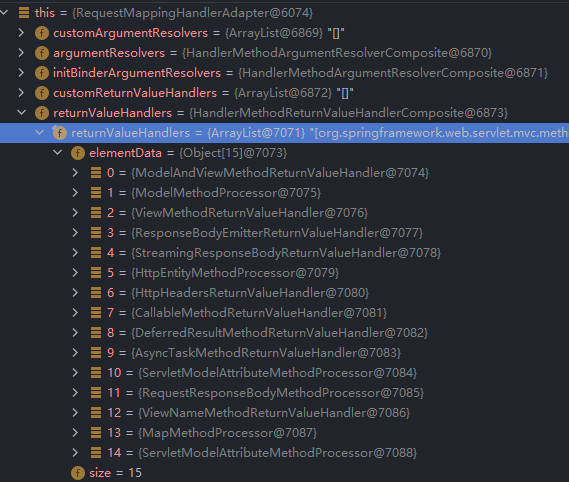 this = {RequestMappingHandlerAdapter@6074}
f customArgumentResolvers = {ArrayList@6869} "[]"
f argumentResolvers = {HandlerMethodArgumentResolverComposite@6870}
f initBinderArgumentResolvers = {HandlerMethodArgumentResolverComposite@6871}
f customReturnValueHandlers = {ArrayList@6872} "[]"
f returnValueHandlers = {HandlerMethodReturnValueHandlerComposite@6873}
f returnValueHandlers = {ArrayList@7071} "[org.springframework.web.servlet.mvc.meth
f elementData = {Object[15]@7073}
0 = {ModelAndViewMethodReturnValueHandler@7074}
1 = {ModelMethodProcessor@7075}
2 = {ViewMethodReturnValueHandler@7076}
3 = {ResponseBodyEmitterReturnValueHandler@7077}
4 = {StreamingResponseBodyReturnValueHandler@7078}
5 = {HttpEntityMethodProcessor@7079}
6 = {HttpHeadersReturnValueHandler@7080}
7 = {CallableMethodReturnValueHandler@7081}
8 = {DeferredResultMethodReturnValueHandler@7082}
9 = {AsyncTaskMethodReturnValueHandler@7083}
10 = {ServletModelAttributeMethodProcessor@7084}
11 = {RequestResponseBodyMethodProcessor@7085}
12 = {ViewNameMethodReturnValueHandler@7086}
13 = {MapMethodProcessor@7087}
14 = {ServletModelAttributeMethodProcessor@7088}
f size = 15